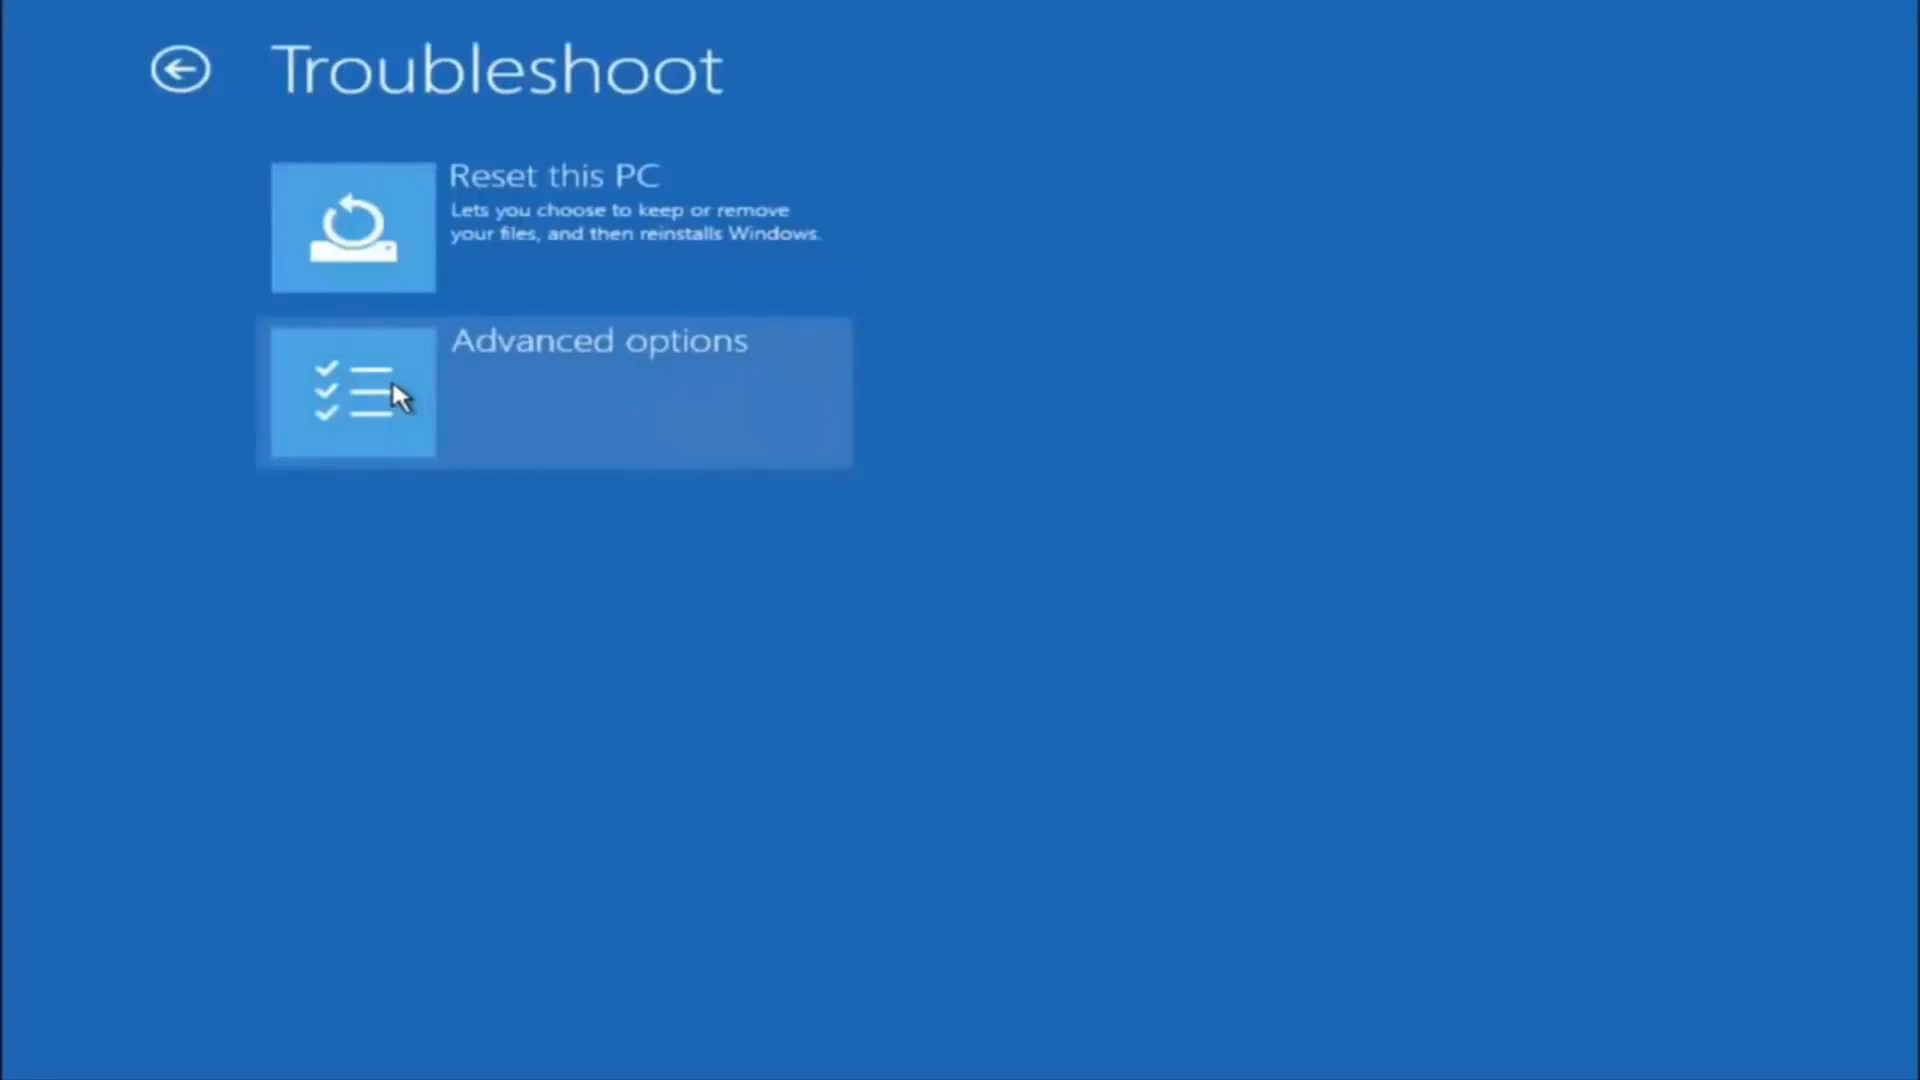 Troubleshoot
Reset this PC
Lets you choose to keep or remove
your files, and then reinstalls Windows.
Advanced options